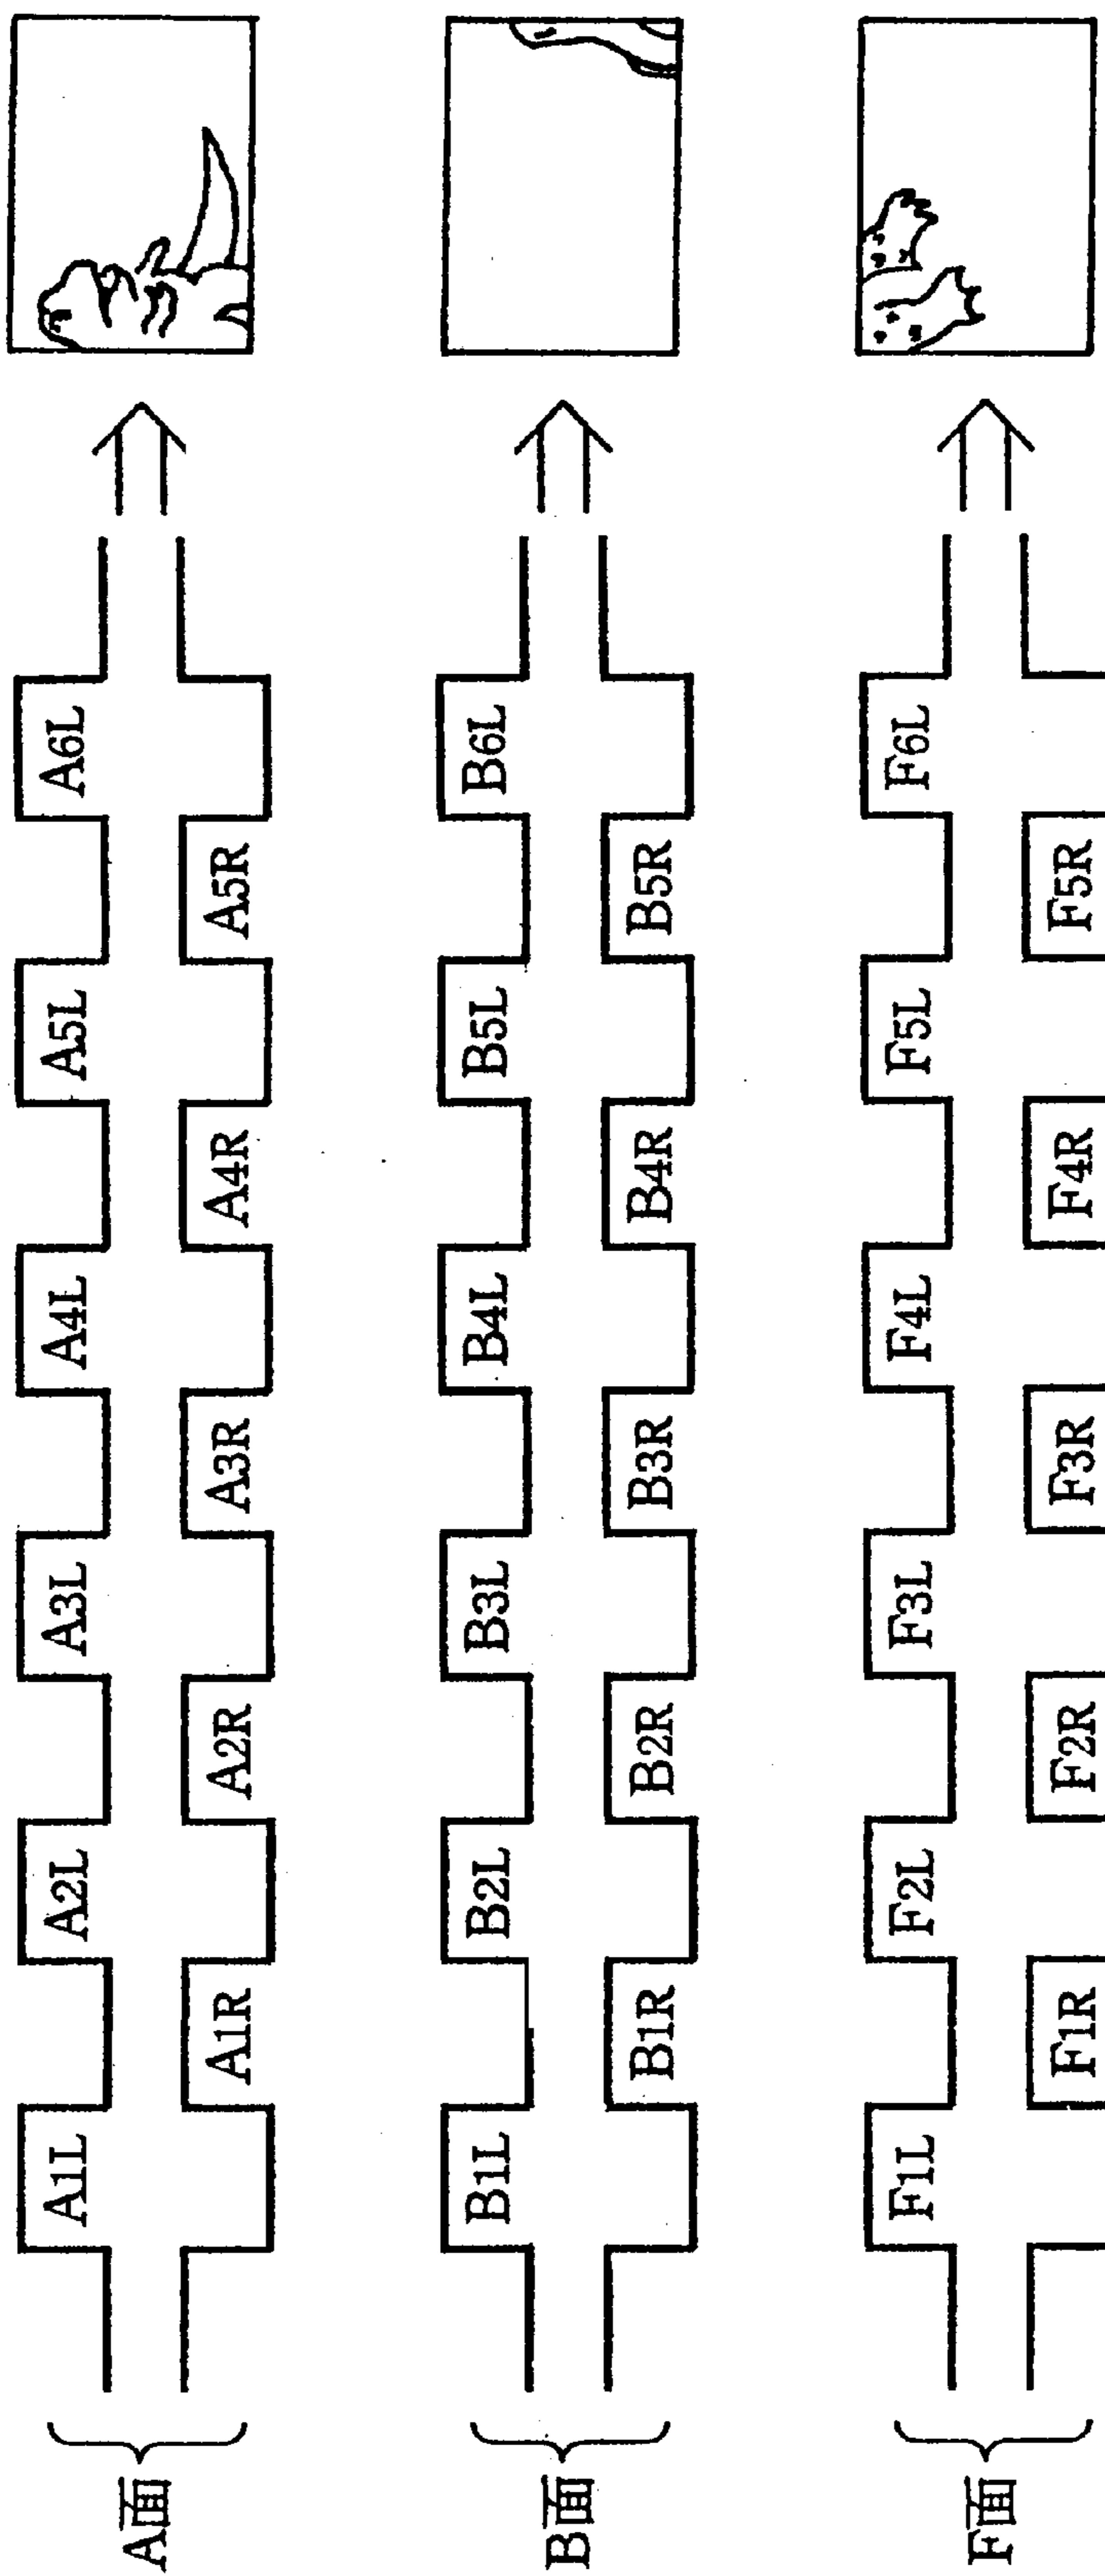 A面
A1L A2L A3L A4L A5L A6L
A1R A2R A3R A4R A5R
B面
B1L B2L B3L B4L B5L B6L
B1R B2R B3R B4R B5R
F面
F1L F2L F3L F4L F5L F6L
F1R F2R F3R F4R F5R